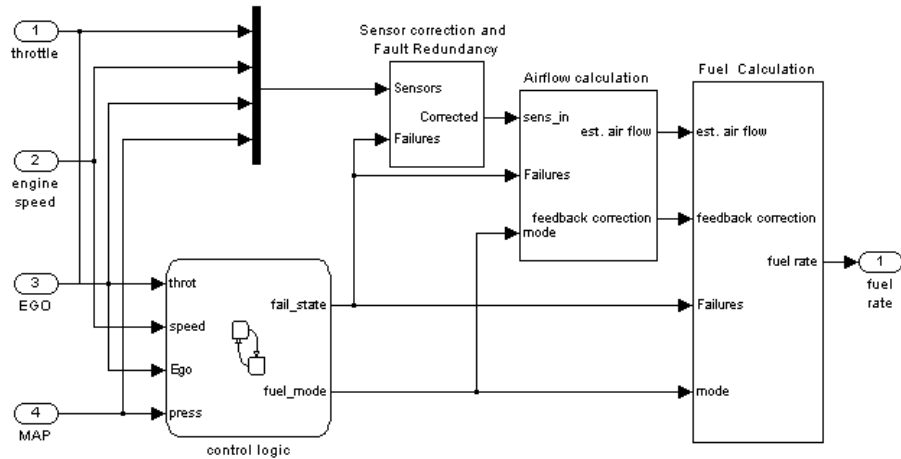 1
throttle
2
engine
speed
3
EGO
4
MAP
Sensor correction and
Fault Redundancy
Sensors
Corrected
Failures
Airflow calculation
sens_in
est. air flow
Failures
feedback correction
mode
Fuel Calculation
est. air flow
feedback correction
fuel rate
Failures
mode
1
fuel
rate
throt
fail_state
speed
Ego
fuel_mode
press
control logic